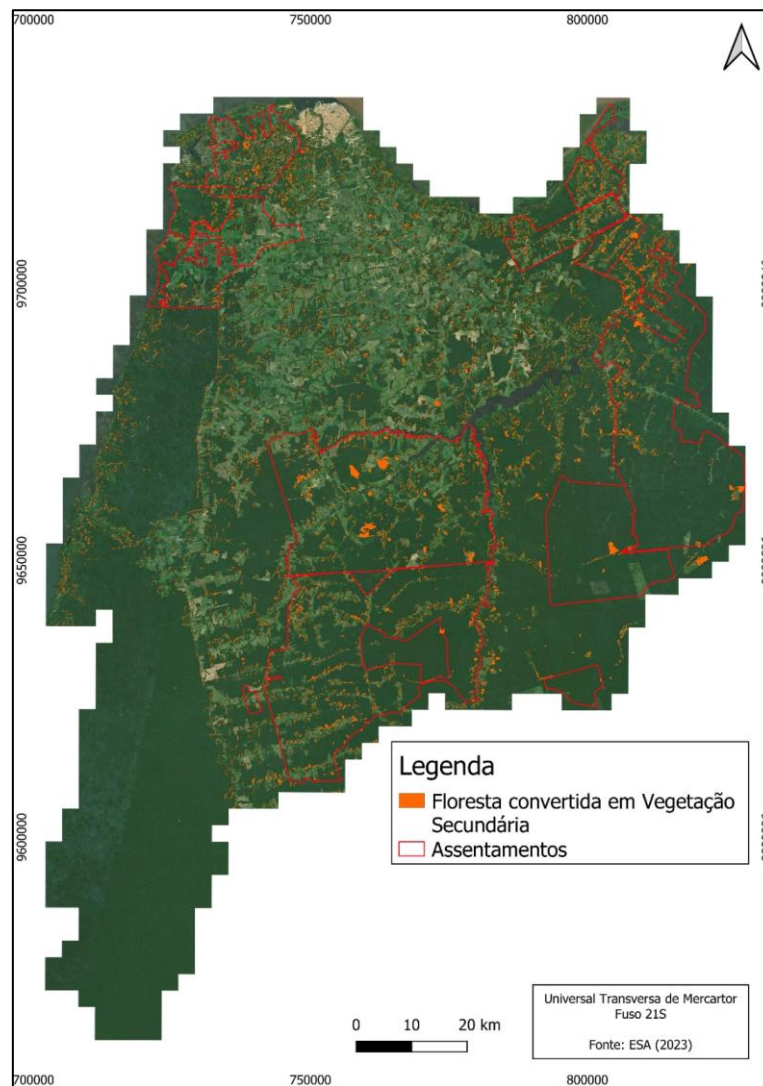 700000 750000 800000
9700000
9650000
9600000
Legenda
Floresta convertida em Vegetação
Secundária
Assentamentos
0 10 20 km
Universal Transversa de Mercartor
Fuso 21S
Fonte: ESA (2023)
700000 750000 800000